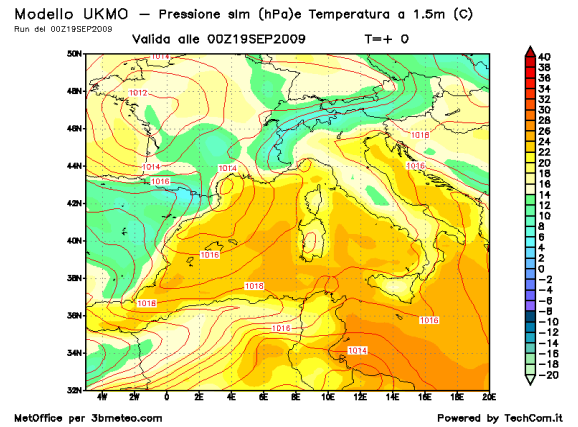 Modello UKMO – Pressione slm (hPa)e Temperatura a 1.5m (C)
Run del 00Z19SEP2009
Valida alle 00Z19SEP2009 T=+ 0
50N
48N
46N
44N
42N
40N
38N
36N
34N
32N
4W 2W 0 2E 4E 6E 8E 10E 12E 14E 16E 18E 20E
1014
1012
1018
1014
1014
1016
1016
1016
1018
1018
1016
1016
1014
40
38
36
34
32
30
28
26
24
22
21
20
18
16
14
12
10
8
6
4
2
0
-2
-4
-6
-8
-10
-12
-14
-16
-18
-20
MetOffice per 3bmeteo.com
Powered by TechCom.it